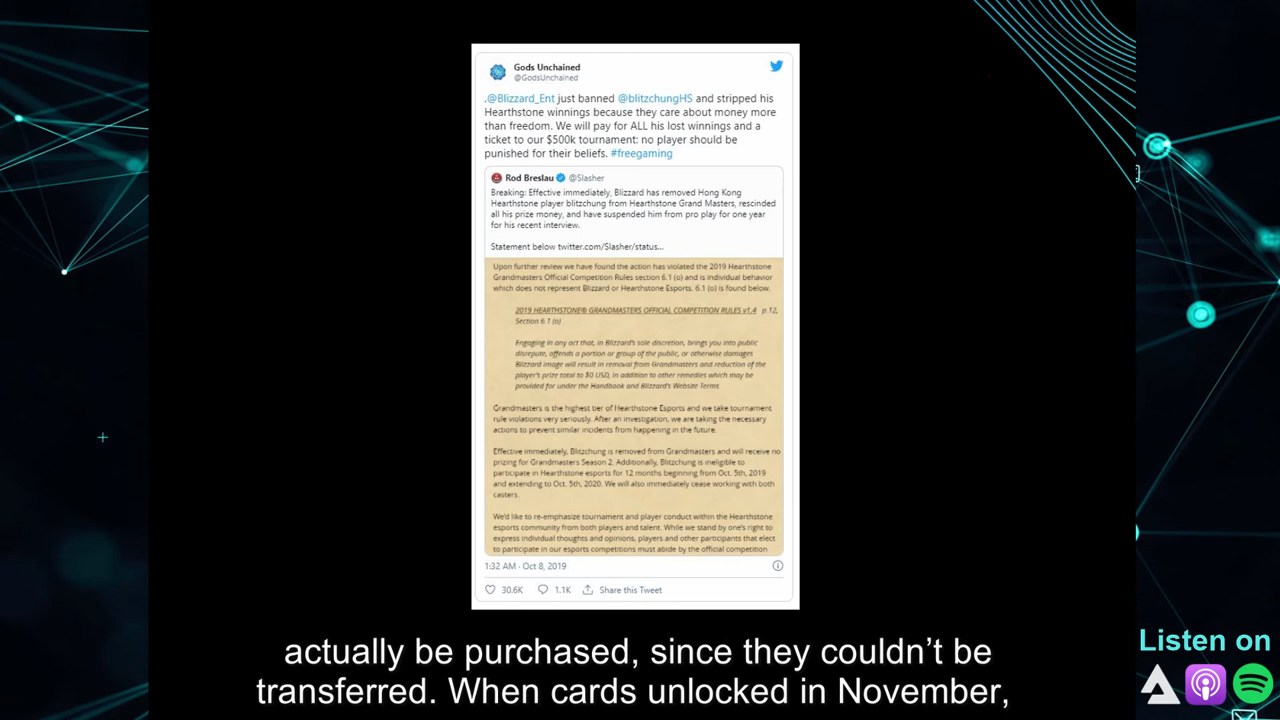 Gods Unchained
@GodsUnchained
.@Blizzard_Ent just banned @blitzchungHS and stripped his
Hearthstone winnings because they care about money more
than freedom. We will pay for ALL his lost winnings and a
ticket to our $500k tournament: no player should be
punished for their beliefs. #freegaming
Rod Breslau @Slasher
Breaking: Effective immediately, Blizzard has removed Hong Kong
Hearthstone player blitzchung from Hearthstone Grand Masters, rescinded
all his prize money, and have suspended him from pro play for one year
for his recent interview.
Statement below twitter.com/Slasher/status...
Upon further review we have found the action has violated the 2019 Hearthstone
Grandmasters Official Competition Rules section 6.1 (o) and is individual behavior
which does not represent Blizzard or Hearthstone Esports. 6.1 (o) is found below.
2019 HEARTHSTONE® GRANDMASTERS OFFICIAL COMPETITION RULES v1.4 p.12,
Section 6.1 (o)
Engaging in any act that, in Blizzard's sole discretion, brings you into public
disrepute, offends a portion or group of the public, or otherwise damages
Blizzard image will result in removal from Grandmasters and reduction of the
player's prize total to $0 USD, in addition to other remedies which may be
provided for under the Handbook and Blizzard's Website Terms.
Grandmasters is the highest tier of Hearthstone Esports and we take tournament
rule violations very seriously. After an investigation, we are taking the necessary
actions to prevent similar incidents from happening in the future.
Effective immediately, Blitzchung is removed from Grandmasters and will receive no
prizing for Grandmasters Season 2. Additionally, Blitzchung is ineligible to
participate in Hearthstone esports for 12 months beginning from Oct. 5th, 2019
and extending to Oct. 5th, 2020. We will also immediately cease working with both
casters.
We'd like to re-emphasize tournament and player conduct within the Hearthstone
esports community from both players and talent. While we stand by one's right to
express individual thoughts and opinions, players and other participants that elect
to participate in our esports competitions must abide by the official competition
1:32 AM · Oct 8, 2019
30.6K 1.1K Share this Tweet
actually be purchased, since they couldn't be
transferred. When cards unlocked in November,
Listen on